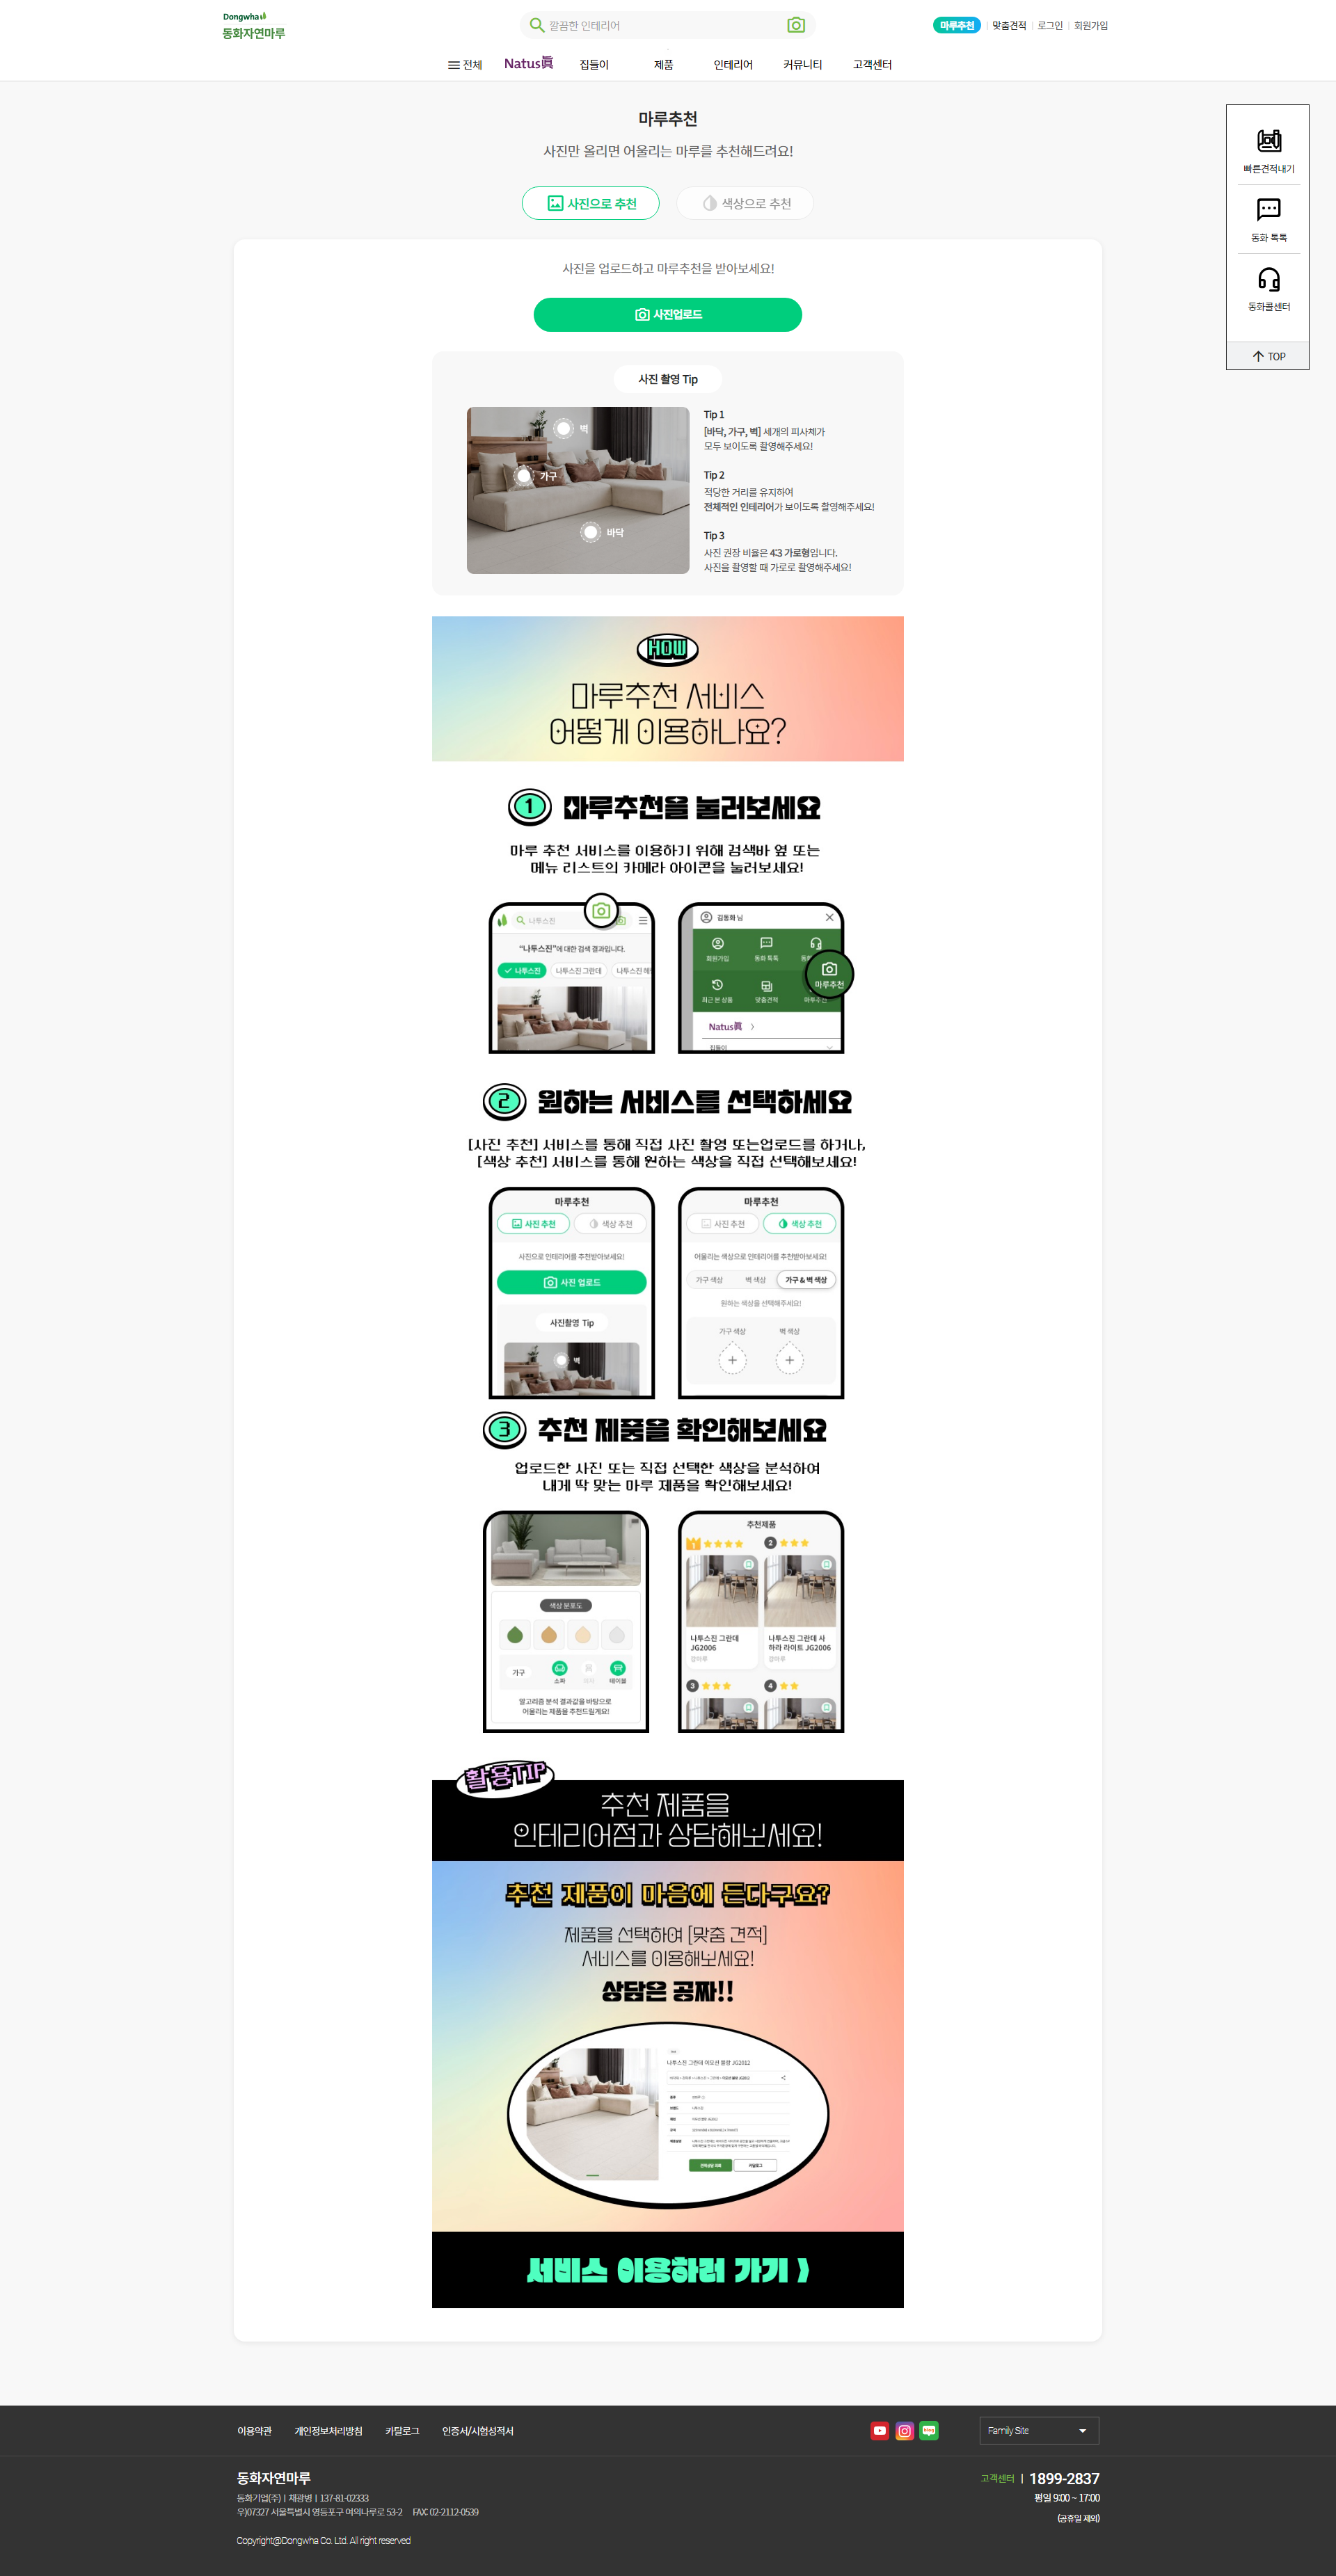 Dongwha
동화자연마루
깔끔한 인테리어
마루추천
맞춤견적
로그인
회원가입
전체
Natus眞
집들이
제품
인테리어
커뮤니티
고객센터
마루추천
사진만 올리면 어울리는 마루를 추천해드려요!
사진으로 추천
색상으로 추천
빠른견적내기
동화 톡톡
동화콜센터
TOP
사진을 업로드하고 마루추천을 받아보세요!
사진업로드
사진 촬영 Tip
벽
가구
바닥
Tip 1
[바닥, 가구, 벽] 세개의 피사체가
모두 보이도록 촬영해주세요!
Tip 2
적당한 거리를 유지하여
전체적인 인테리어가 보이도록 촬영해주세요!
Tip 3
사진 권장 비율은 4:3 가로형입니다.
사진을 촬영할 때 가로로 촬영해주세요!
HOW
마루추천 서비스
어떻게 이용하나요?
1 마루추천을 눌러보세요
마루 추천 서비스를 이용하기 위해 검색바 옆 또는
메뉴 리스트의 카메라 아이콘을 눌러보세요!
나투스진
“나투스진”에 대한 검색 결과입니다.
나투스진
나투스진 그란데
김동화 님
회원가입
동화 톡톡
최근 본 상품
맞춤견적
마루추천
Natus眞
집들이
2 원하는 서비스를 선택하세요
[사진 추천] 서비스를 통해 직접 사진 촬영 또는업로드를 하거나,
[색상 추천] 서비스를 통해 원하는 색상을 직접 선택해보세요!
마루추천
사진 추천
색상 추천
사진으로 인테리어를 추천받아보세요!
사진 업로드
사진촬영 Tip
벽
마루추천
사진 추천
색상 추천
어울리는 색상으로 인테리어를 추천받아보세요!
가구 색상
벽 색상
가구 & 벽 색상
원하는 색상을 선택해주세요!
가구 색상
벽 색상
3 추천 제품을 확인해보세요
업로드한 사진 또는 직접 선택한 색상을 분석하여
내게 딱 맞는 마루 제품을 확인해보세요!
색상 분포도
가구
소파
테이블
알고리즘 분석 결과값을 바탕으로
어울리는 제품을 추천드릴게요!
추천제품
1
2
나투스진 그란데
JG2006
강마루
나투스진 그란데 사
하라 라이트 JG2006
강마루
3
4
활용TIP
추천 제품을
인테리어점과 상담해보세요!
추천 제품이 마음에 든다구요?
제품을 선택하여 [맞춤 견적]
서비스를 이용해보세요!
상담은 공짜!!
나투스진 그란데 이모션 블랑 JG2012
서비스 이용하러 가기 〉
이용약관
개인정보처리방침
카탈로그
인증서/시험성적서
blog
Family Site
동화자연마루
동화기업(주) | 채광병 | 137-81-02333
우)07327 서울특별시 영등포구 여의나루로 53-2 FAX: 02-2112-0539
Copyright@Dongwha Co. Ltd. All right reserved
고객센터 | 1899-2837
평일 9:00 ~ 17:00
(공휴일 제외)